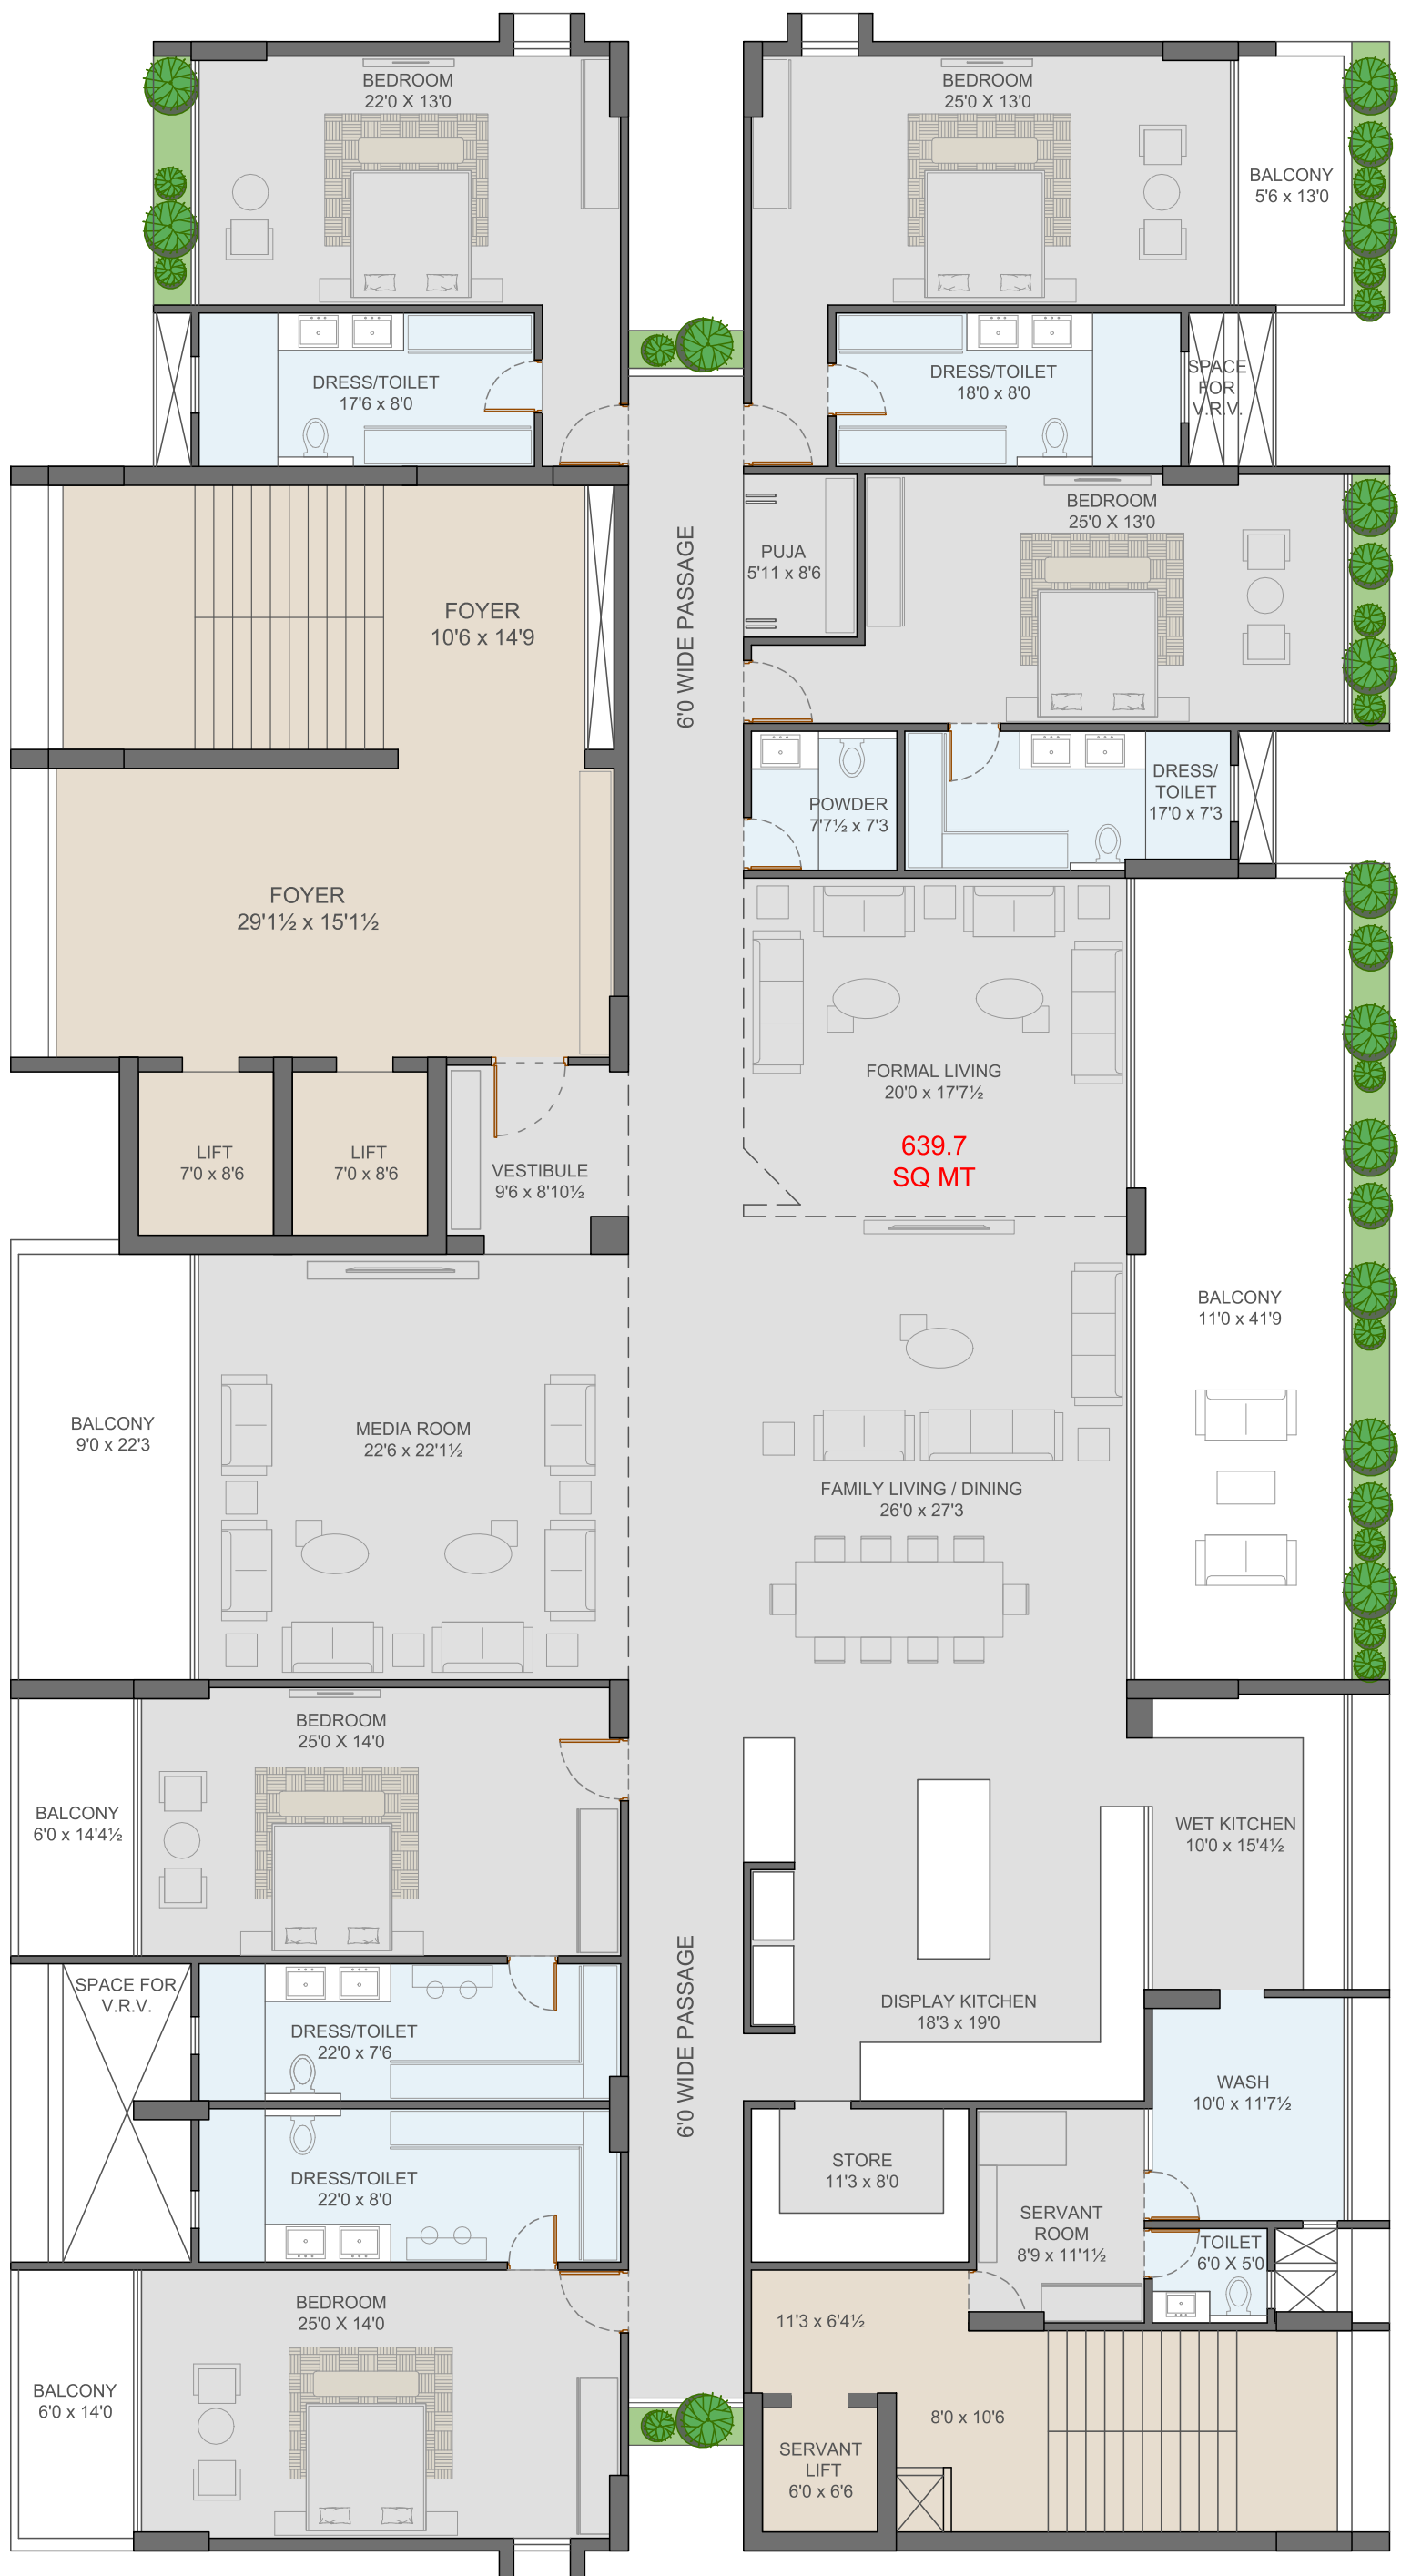 BEDROOM
22'0 X 13'0
BEDROOM
25'0 X 13'0
BALCONY
5'6 x 13'0
DRESS/TOILET
17'6 x 8'0
DRESS/TOILET
18'0 x 8'0
SPACE
FOR
V.R.V.
FOYER
10'6 x 14'9
6'0 WIDE PASSAGE
PUJA
5'11 x 8'6
BEDROOM
25'0 X 13'0
POWDER
7'7½ x 7'3
DRESS/
TOILET
17'0 x 7'3
FOYER
29'1½ x 15'1½
FORMAL LIVING
20'0 x 17'7½
639.7
SQ MT
LIFT
7'0 x 8'6
LIFT
7'0 x 8'6
VESTIBULE
9'6 x 8'10½
BALCONY
11'0 x 41'9
BALCONY
9'0 x 22'3
MEDIA ROOM
22'6 x 22'1½
FAMILY LIVING / DINING
26'0 x 27'3
BEDROOM
25'0 X 14'0
BALCONY
6'0 x 14'4½
WET KITCHEN
10'0 x 15'4½
SPACE FOR
V.R.V.
DRESS/TOILET
22'0 x 7'6
6'0 WIDE PASSAGE
DISPLAY KITCHEN
18'3 x 19'0
WASH
10'0 x 11'7½
DRESS/TOILET
22'0 x 8'0
STORE
11'3 x 8'0
SERVANT
ROOM
8'9 x 11'1½
TOILET
6'0 X 5'0
BEDROOM
25'0 X 14'0
11'3 x 6'4½
BALCONY
6'0 x 14'0
8'0 x 10'6
SERVANT
LIFT
6'0 x 6'6